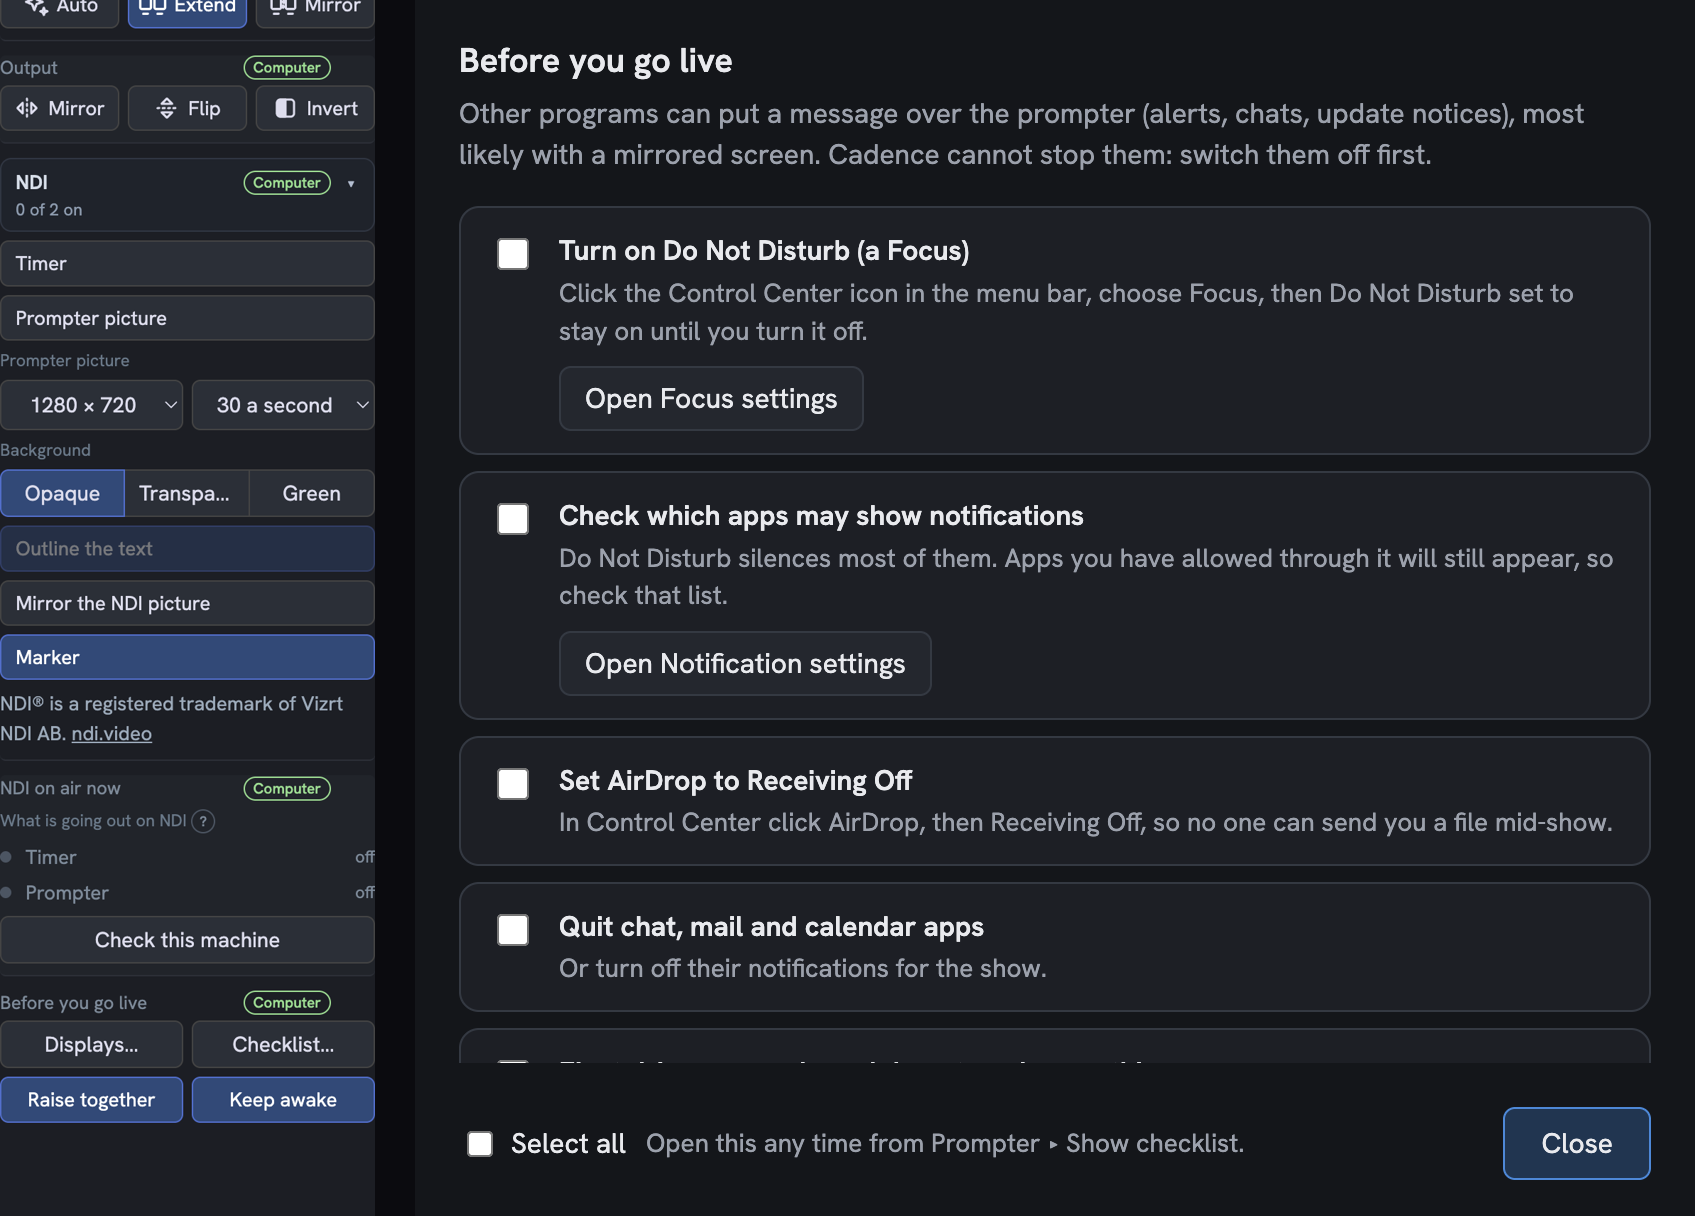 Auto
Extend
Mirror
Output
Computer
Mirror
Flip
Invert
NDI
Computer
0 of 2 on
Timer
Prompter picture
Prompter picture
1280 × 720
30 a second
Background
Opaque
Transpa...
Green
Outline the text
Mirror the NDI picture
Marker
NDI® is a registered trademark of Vizrt
NDI AB. ndi.video
NDI on air now
Computer
What is going out on NDI ?
Timer
off
Prompter
off
Check this machine
Before you go live
Computer
Displays...
Checklist...
Raise together
Keep awake
Before you go live
Other programs can put a message over the prompter (alerts, chats, update notices), most
likely with a mirrored screen. Cadence cannot stop them: switch them off first.
Turn on Do Not Disturb (a Focus)
Click the Control Center icon in the menu bar, choose Focus, then Do Not Disturb set to
stay on until you turn it off.
Open Focus settings
Check which apps may show notifications
Do Not Disturb silences most of them. Apps you have allowed through it will still appear, so
check that list.
Open Notification settings
Set AirDrop to Receiving Off
In Control Center click AirDrop, then Receiving Off, so no one can send you a file mid-show.
Quit chat, mail and calendar apps
Or turn off their notifications for the show.
Select all
Open this any time from Prompter ▸ Show checklist.
Close